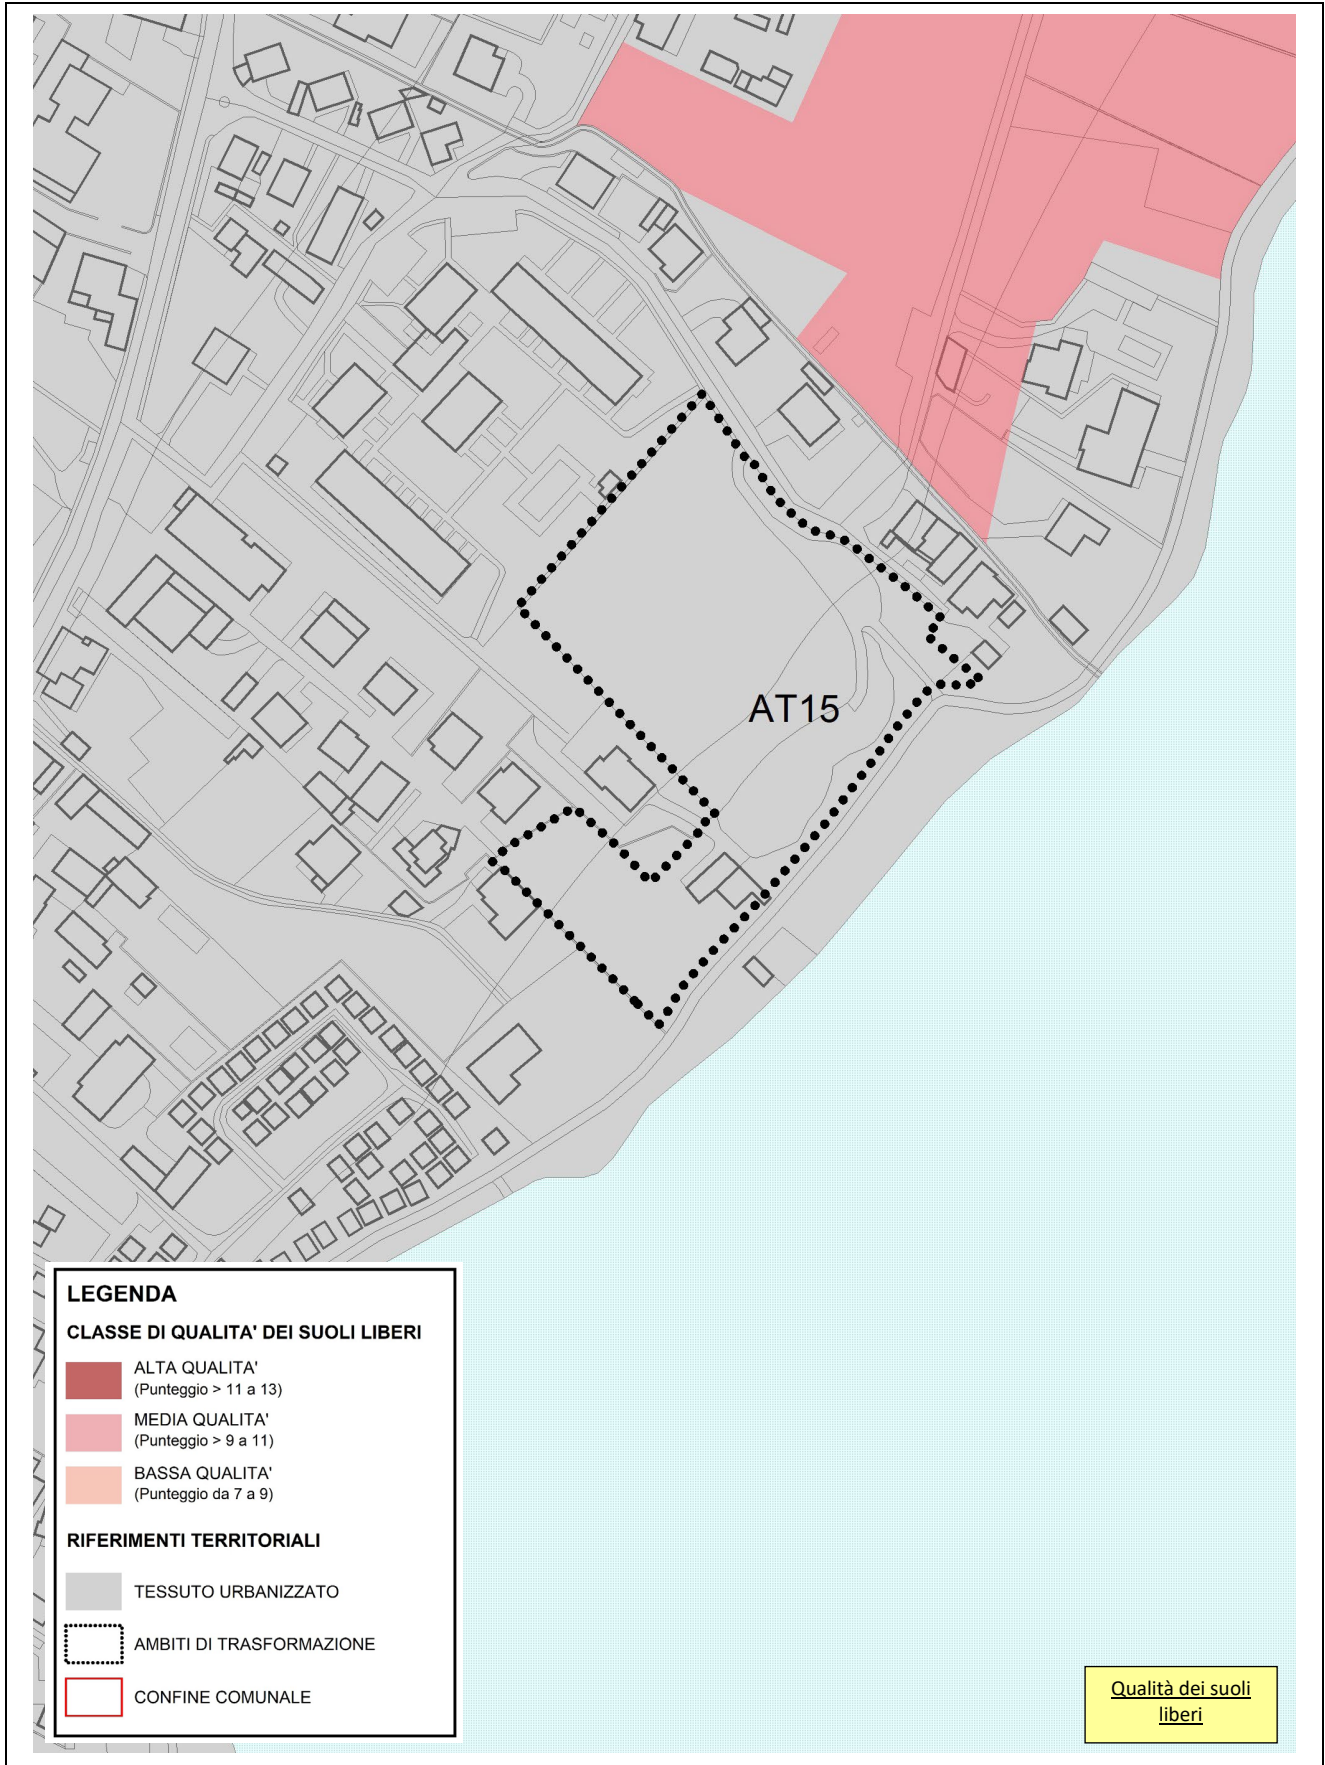 AT15
LEGENDA
CLASSE DI QUALITA' DEI SUOLI LIBERI
ALTA QUALITA'
(Punteggio > 11 a 13)
MEDIA QUALITA'
(Punteggio > 9 a 11)
BASSA QUALITA'
(Punteggio da 7 a 9)
RIFERIMENTI TERRITORIALI
TESSUTO URBANIZZATO
AMBITI DI TRASFORMAZIONE
CONFINE COMUNALE
Qualità dei suoli
liberi